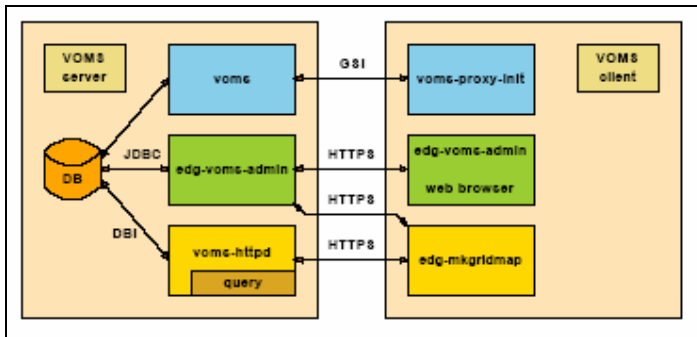 VOMS
server
voms
GSI
voms-proxy-init
VOMS
client
DB
JDBC
edg-voms-admin
HTTPS
edg-voms-admin
web browser
HTTPS
DBI
voms-httpd
query
HTTPS
edg-mkgridmap